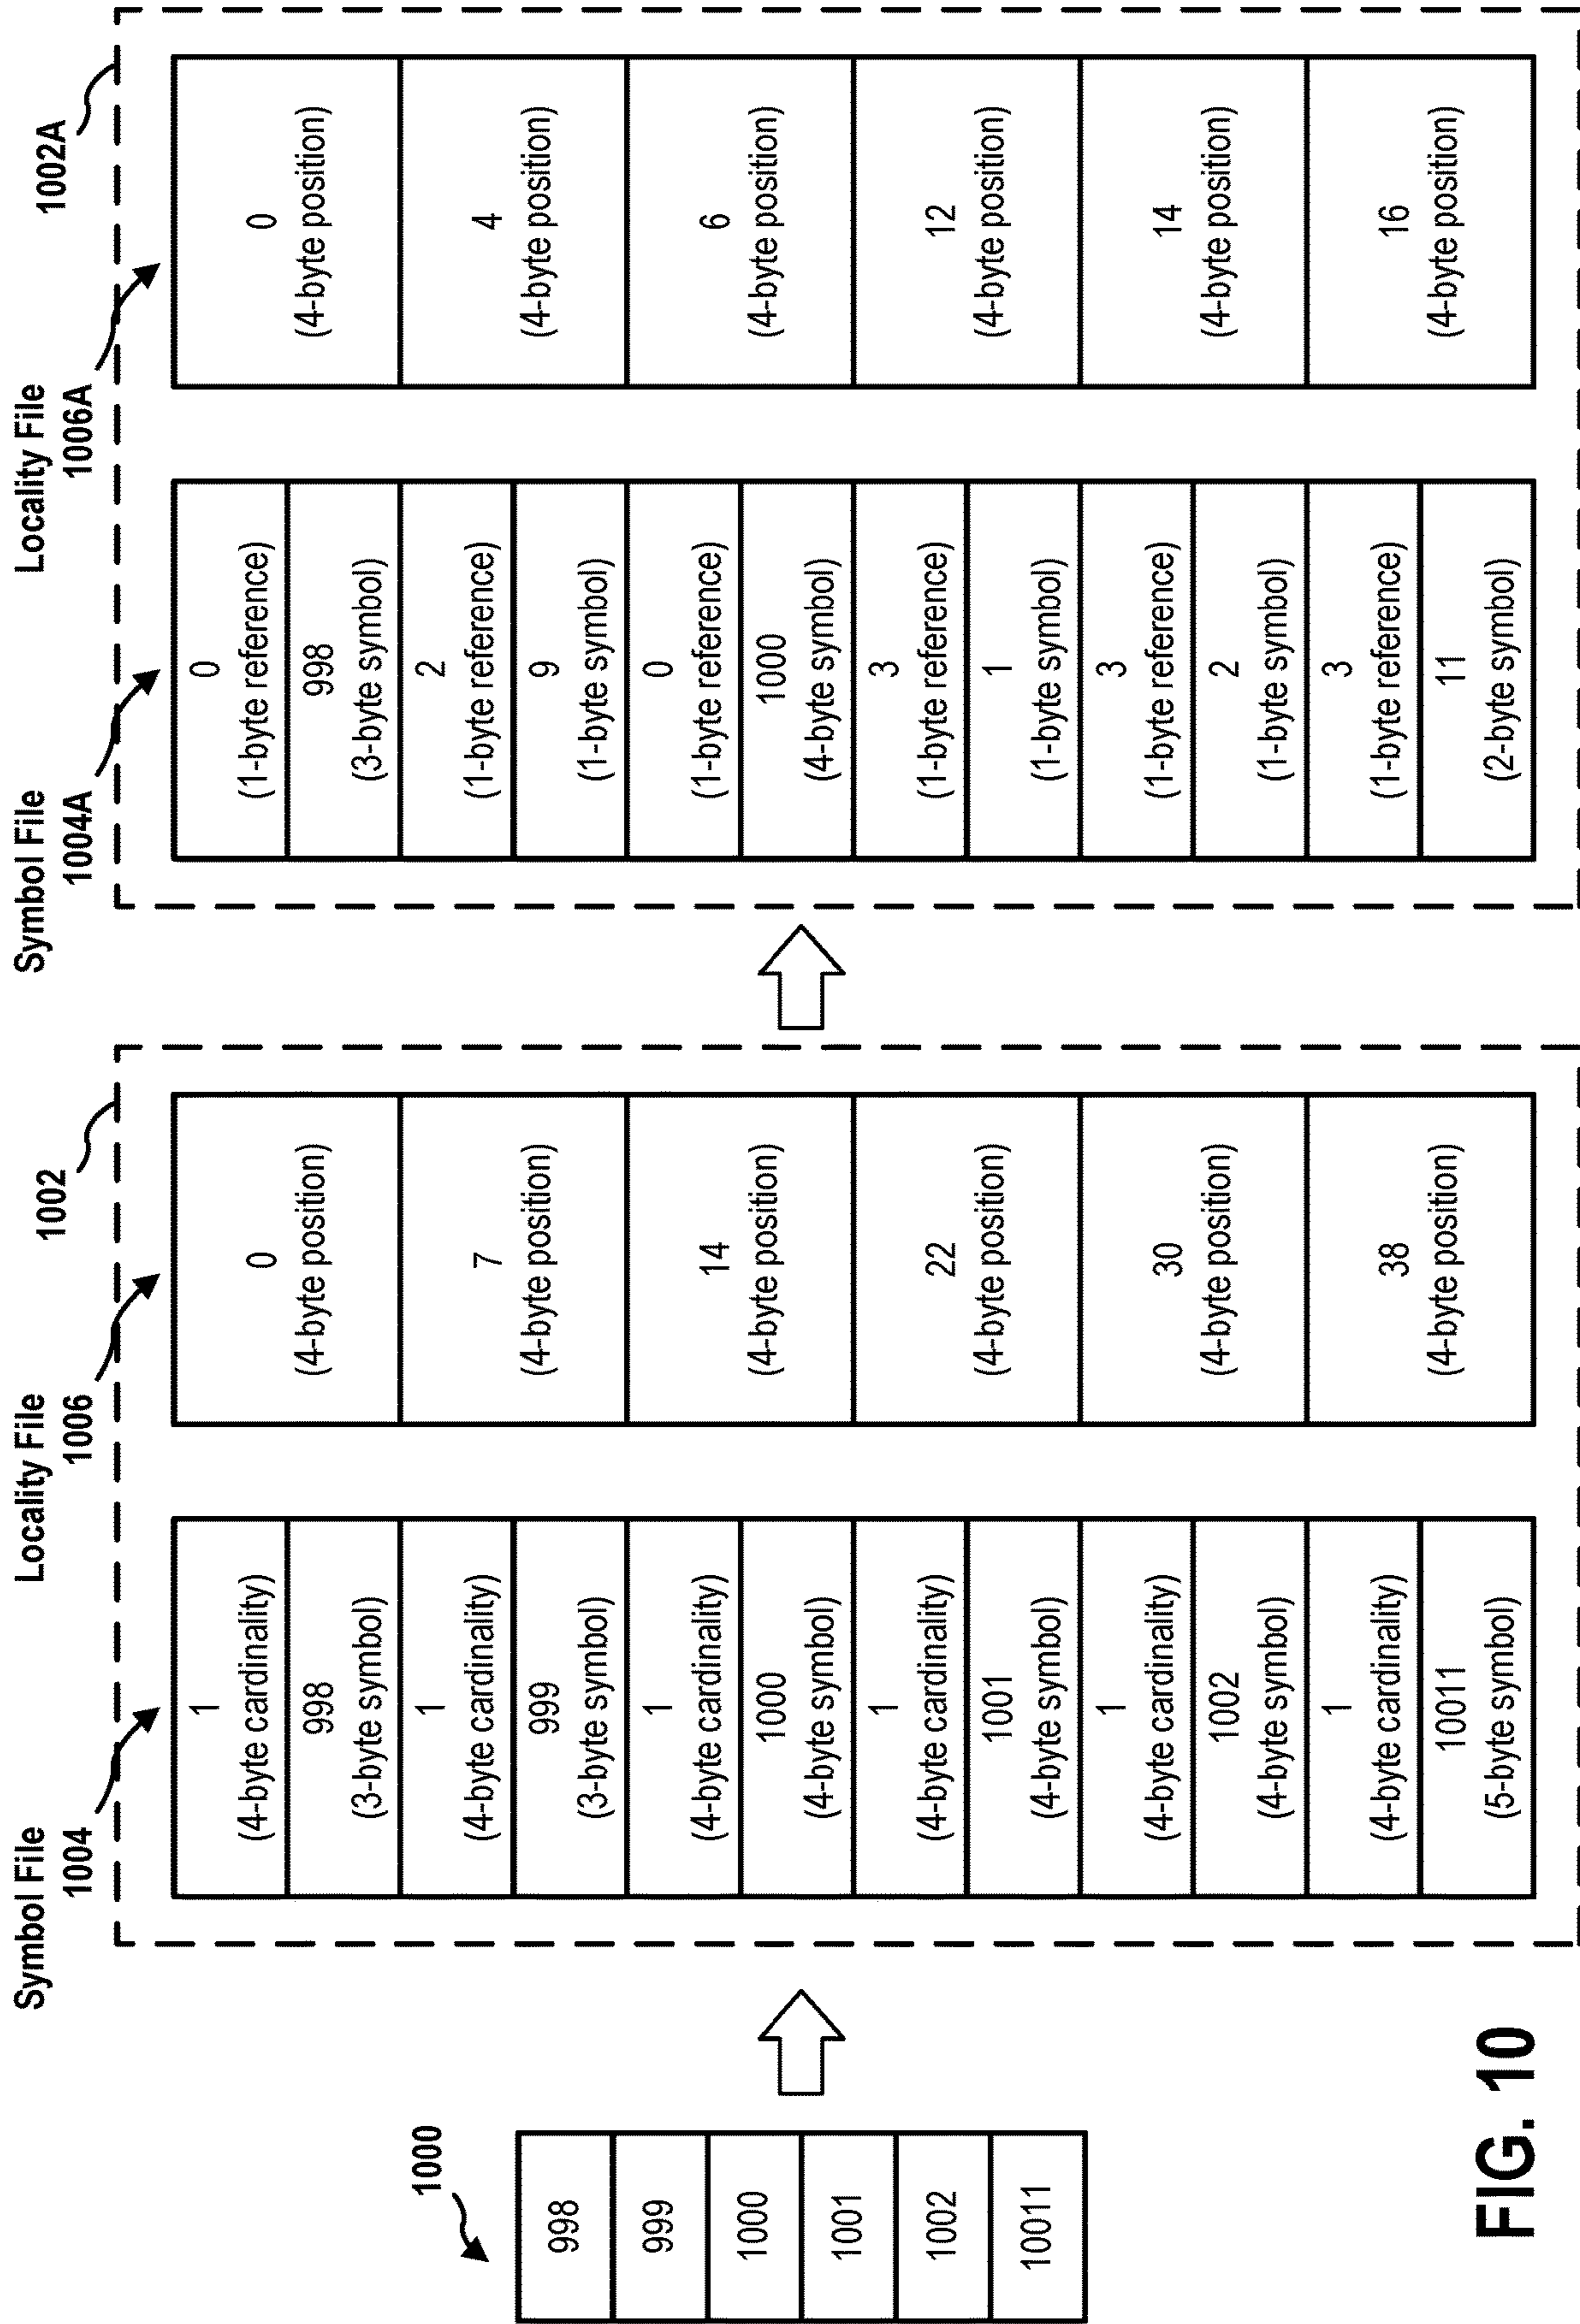 1000
998
999
1000
1001
1002
10011
Symbol File
1004
1
(4-byte cardinality)
998
(3-byte symbol)
1
(4-byte cardinality)
999
(3-byte symbol)
1
(4-byte cardinality)
1000
(4-byte symbol)
1
(4-byte cardinality)
1001
(4-byte symbol)
1
(4-byte cardinality)
1002
(4-byte symbol)
1
(4-byte cardinality)
10011
(5-byte symbol)
Locality File
1006
1002
0
(4-byte position)
7
(4-byte position)
14
(4-byte position)
22
(4-byte position)
30
(4-byte position)
38
(4-byte position)
Symbol File
1004A
0
(1-byte reference)
998
(3-byte symbol)
2
(1-byte reference)
9
(1-byte symbol)
0
(1-byte reference)
1000
(4-byte symbol)
3
(1-byte reference)
1
(1-byte symbol)
3
(1-byte reference)
2
(1-byte symbol)
3
(1-byte reference)
11
(2-byte symbol)
Locality File
1006A
1002A
0
(4-byte position)
4
(4-byte position)
6
(4-byte position)
12
(4-byte position)
14
(4-byte position)
16
(4-byte position)
FIG. 10